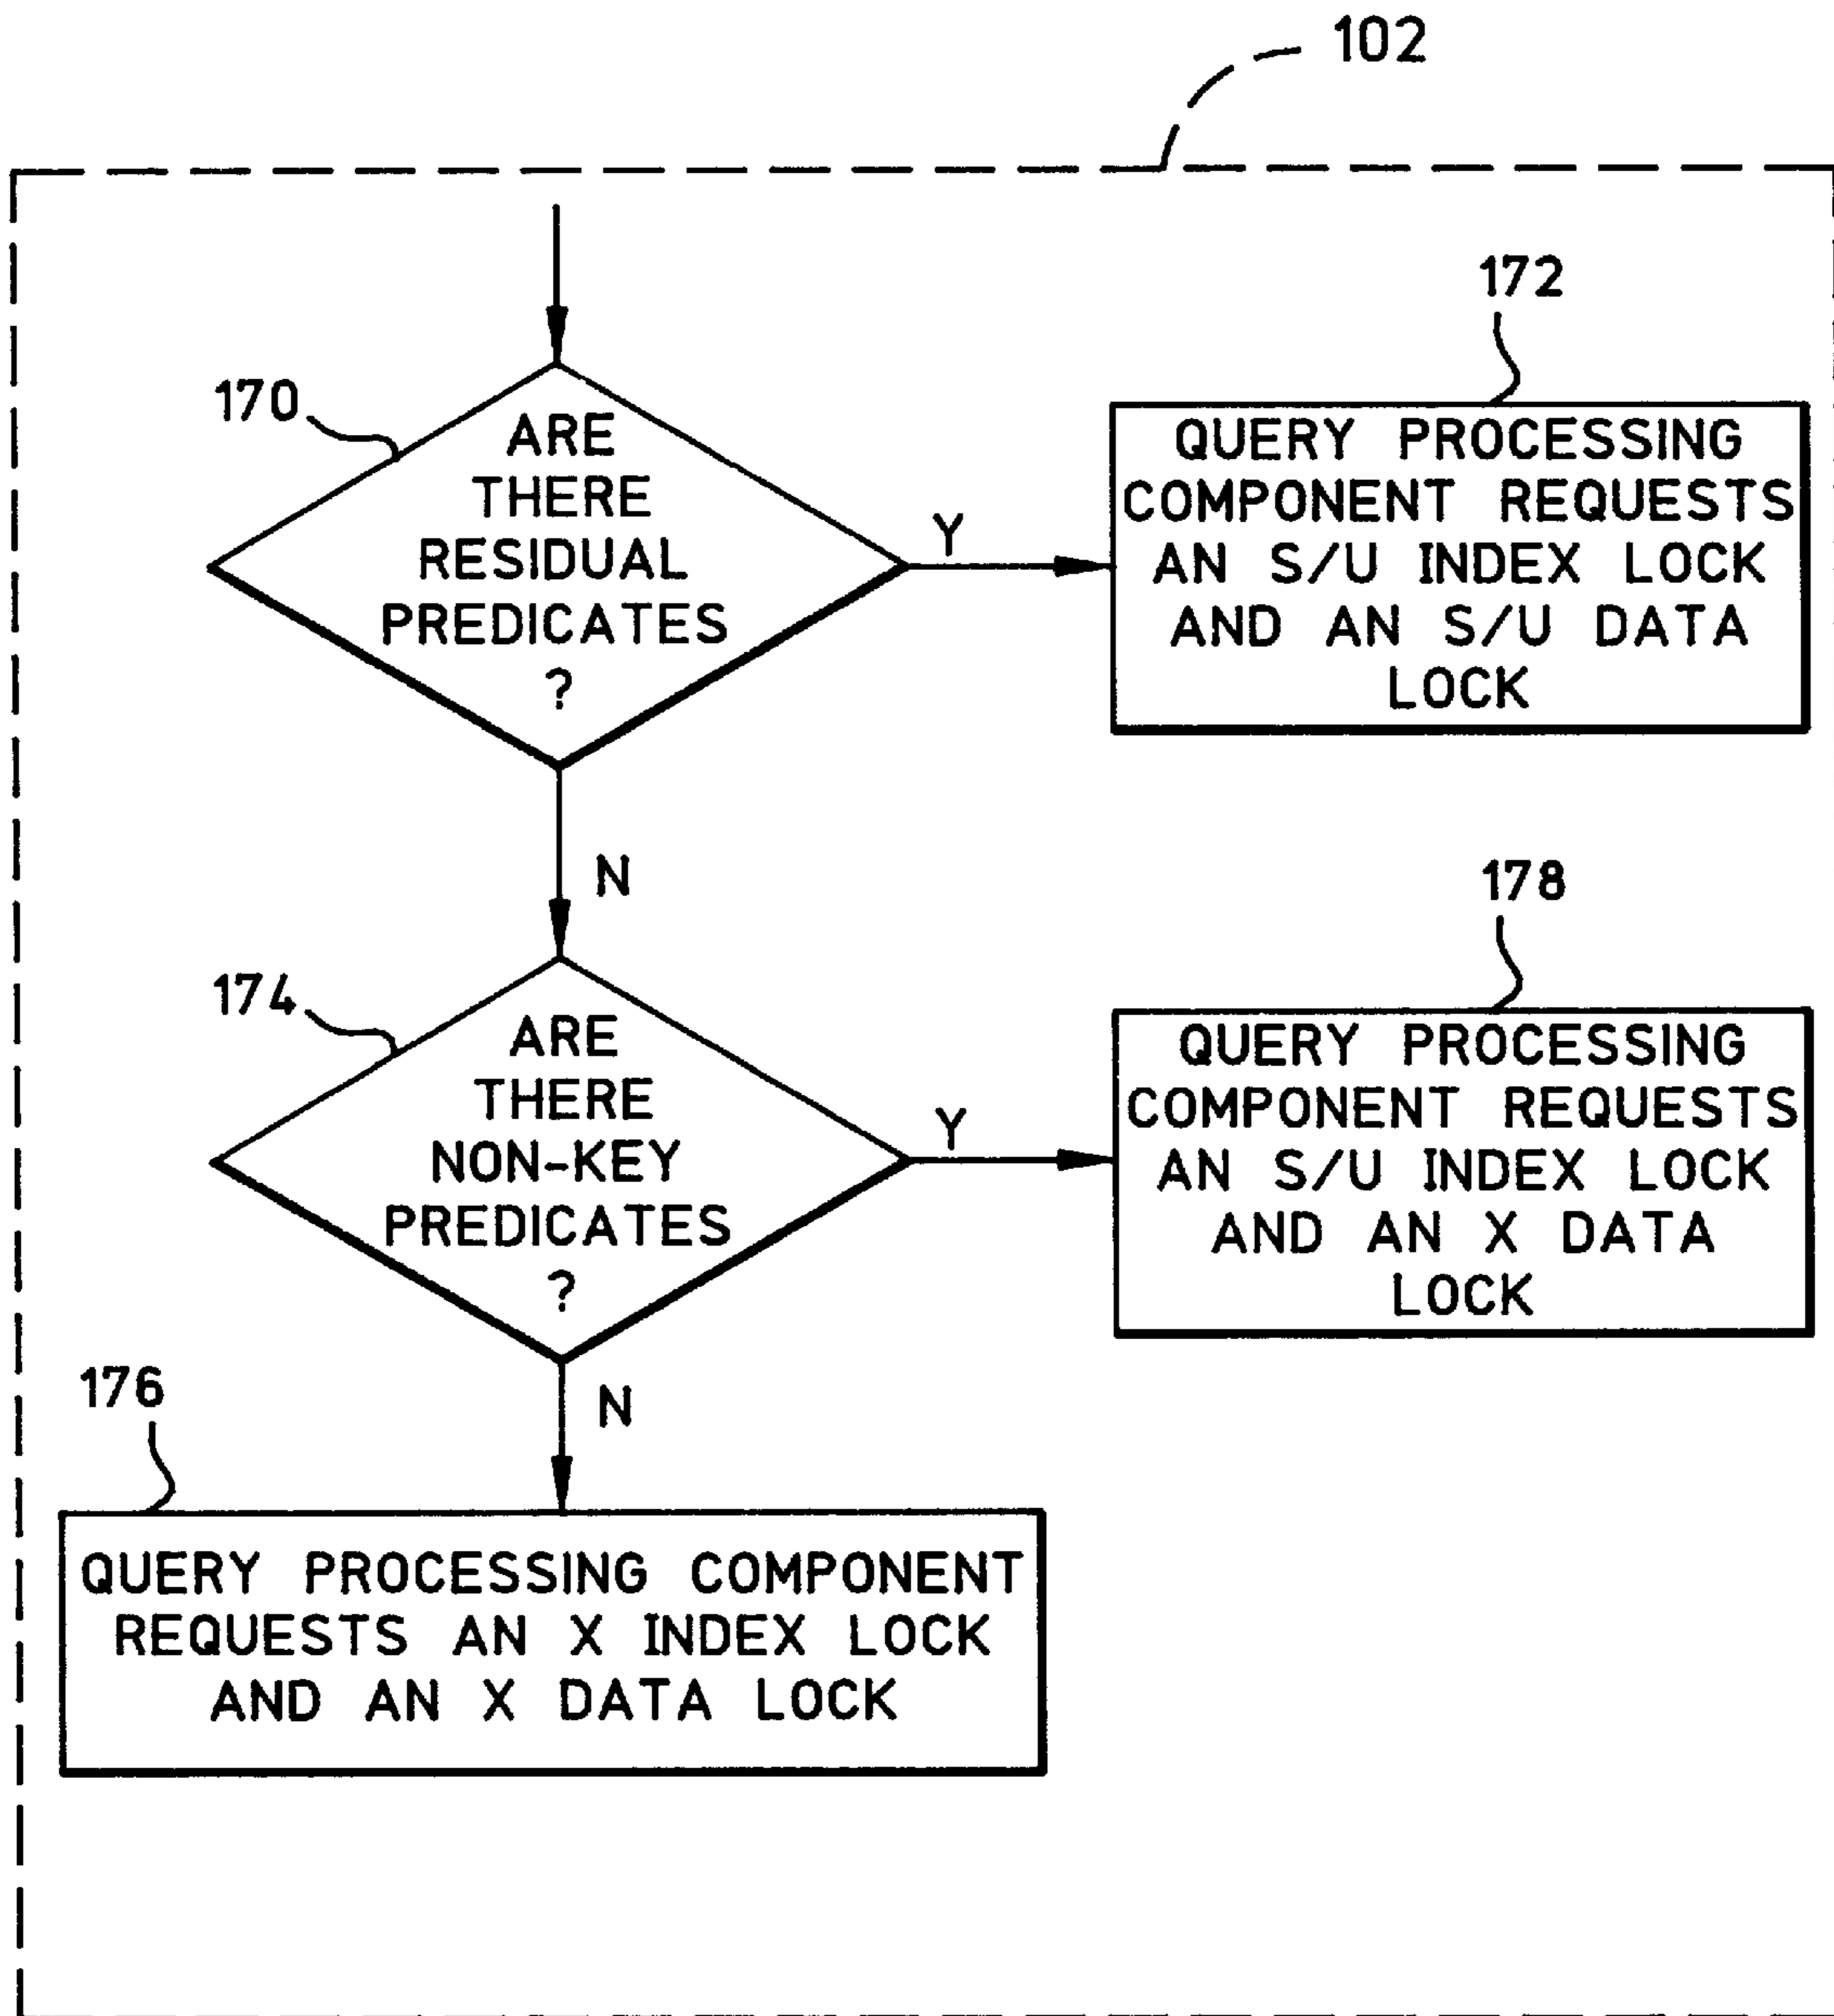 102
170
ARE
THERE
RESIDUAL
PREDICATES
?
Y
172
QUERY PROCESSING
COMPONENT REQUESTS
AN S/U INDEX LOCK
AND AN S/U DATA
LOCK
N
174
ARE
THERE
NON-KEY
PREDICATES
?
Y
178
QUERY PROCESSING
COMPONENT REQUESTS
AN S/U INDEX LOCK
AND AN X DATA
LOCK
N
176
QUERY PROCESSING COMPONENT
REQUESTS AN X INDEX LOCK
AND AN X DATA LOCK